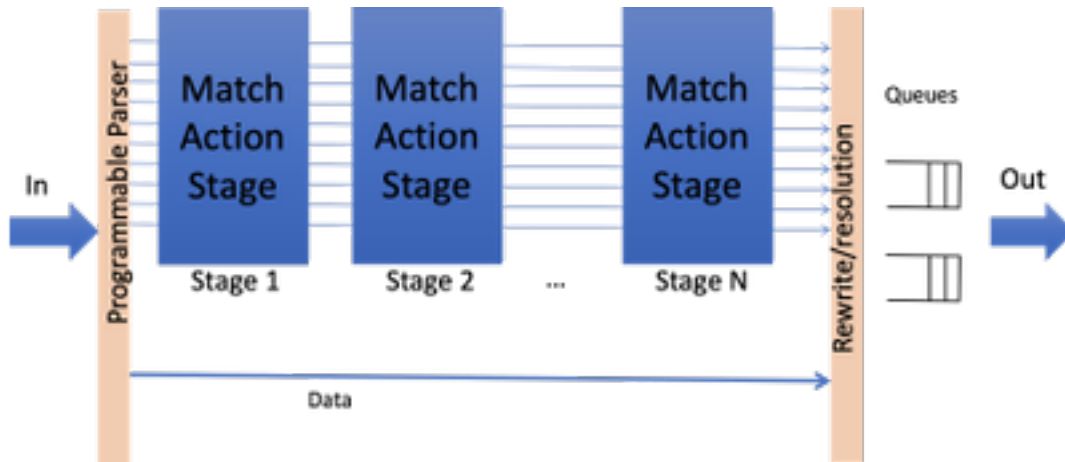 In
Programmable Parser
Match
Action
Stage
Stage 1
Match
Action
Stage
Stage 2
...
Match
Action
Stage
Stage N
Data
Rewrite/resolution
Queues
Out